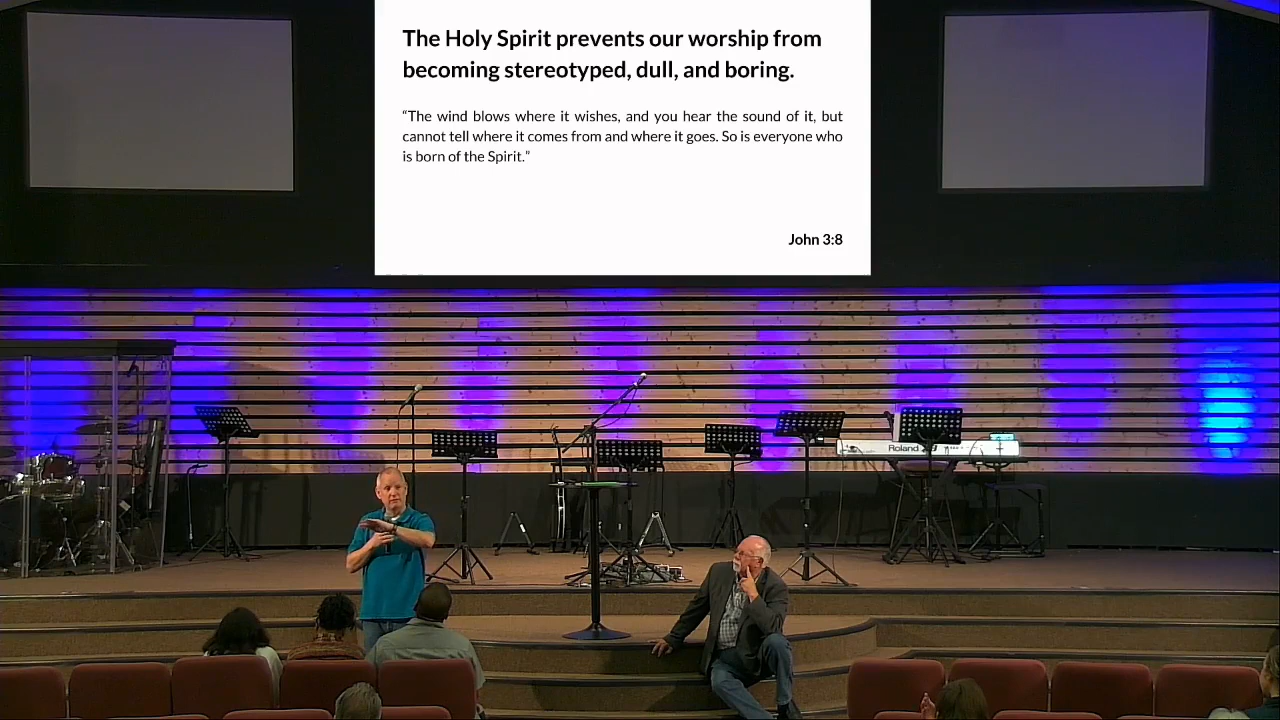 The Holy Spirit prevents our worship from
becoming stereotyped, dull, and boring.
“The wind blows where it wishes, and you hear the sound of it, but
cannot tell where it comes from and where it goes. So is everyone who
is born of the Spirit.”
John 3:8
Roland